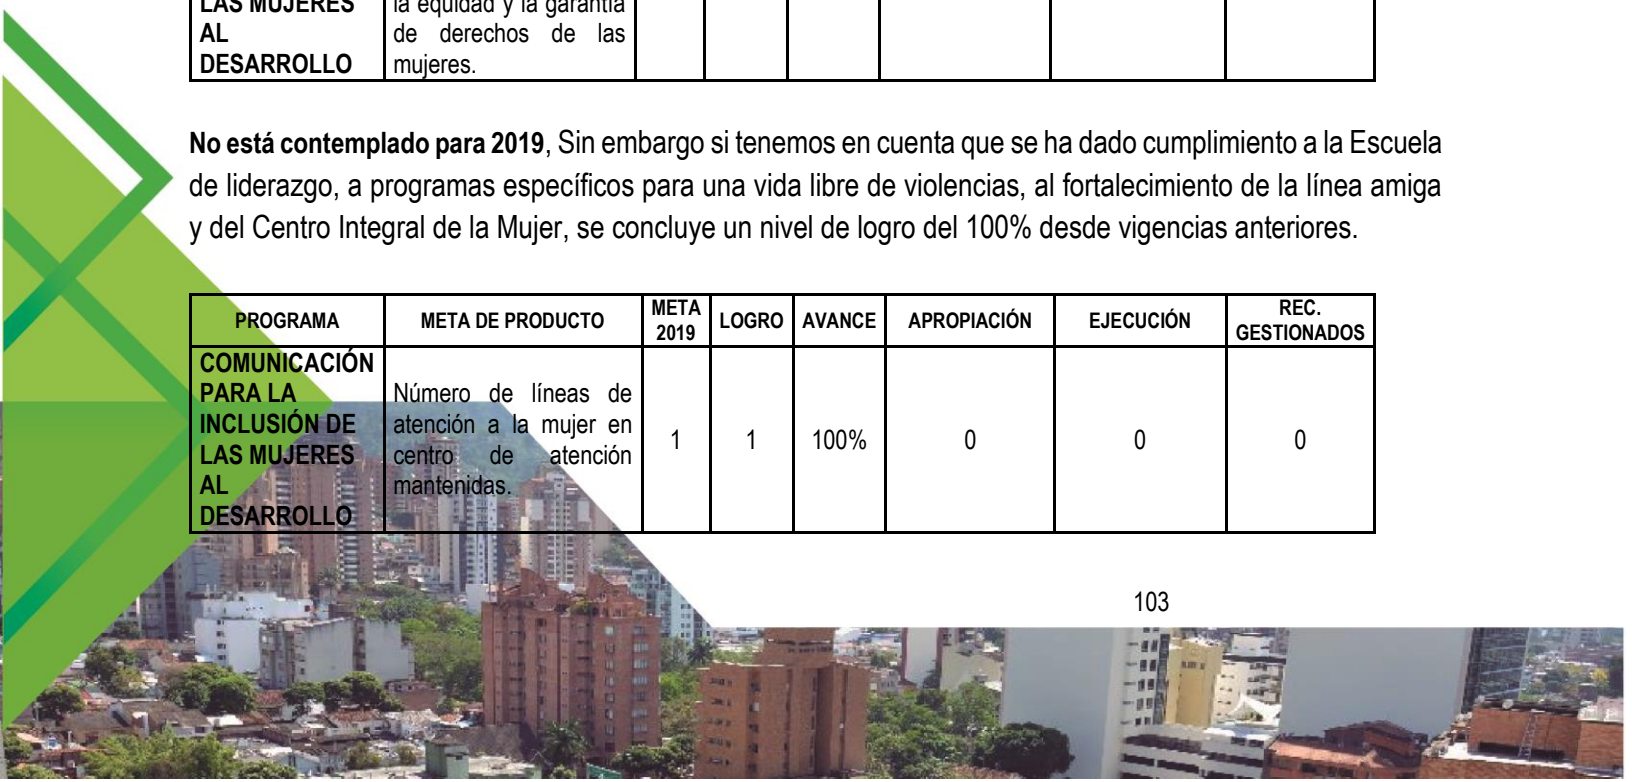 LAS MUJERES
AL
DESARROLLO
la equidad y la garantía
de derechos de las
mujeres.
No está contemplado para 2019, Sin embargo si tenemos en cuenta que se ha dado cumplimiento a la Escuela
de liderazgo, a programas específicos para una vida libre de violencias, al fortalecimiento de la línea amiga
y del Centro Integral de la Mujer, se concluye un nivel de logro del 100% desde vigencias anteriores.
PROGRAMA
META DE PRODUCTO
META
2019
LOGRO
AVANCE
APROPIACIÓN
EJECUCIÓN
REC.
GESTIONADOS
COMUNICACIÓN
PARA LA
INCLUSIÓN DE
LAS MUJERES
AL
DESARROLLO
Número de líneas de
atención a la mujer en
centro de atención
mantenidas.
1
1
100%
0
0
0
103